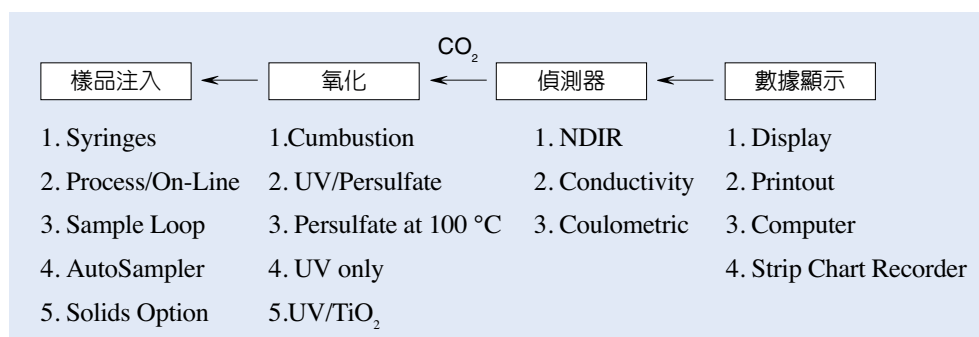 CO₂
樣品注入 氧化 偵測器 數據顯示
1. Syringes 1.Cumbustion 1. NDIR 1. Display
2. Process/On-Line 2. UV/Persulfate 2. Conductivity 2. Printout
3. Sample Loop 3. Persulfate at 100 °C 3. Coulometric 3. Computer
4. AutoSampler 4. UV only 4. Strip Chart Recorder
5. Solids Option 5.UV/TiO₂